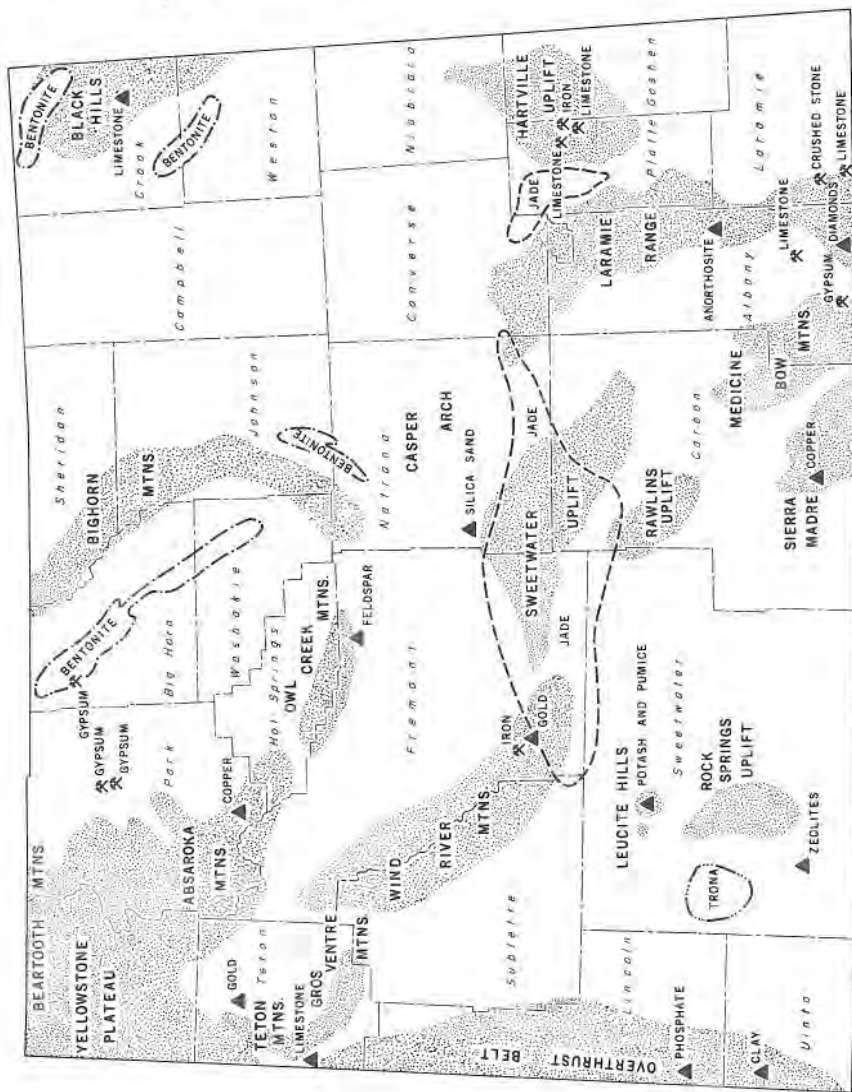 BEARTOOTH MTNS.
YELLOWSTONE
PLATEAU
ABSAROKA
MTNS.
COPPER
Park
GYPSUM
GYPSUM
GYPSUM
BENTONITE
Big Horn
Washakie
Hot Springs
OWL
CREEK
MTNS.
FELDSPAR
Sheridan
BIGHORN
MTNS.
Johnson
BENTONITE
Campbell
BENTONITE
BLACK
HILLS
LIMESTONE
Crook
BENTONITE
Weston
GOLD
Teton
TETON
MTNS.
LIMESTONE
GROS
VENTRE
MTNS.
WIND
RIVER
MTNS.
Fremont
IRON
GOLD
Sublette
Natrona
CASPER
ARCH
SILICA SAND
Converse
Niobrara
HARTVILLE
UPLIFT
IRON
LIMESTONE
JADE
LIMESTONE
SWEETWATER
UPLIFT
JADE
JADE
LARAMIE
RANGE
Platte
Goshen
OVERTHRUST
BELT
Lincoln
PHOSPHATE
CLAY
Uinta
LEUCITE HILLS
POTASH AND PUMICE
Sweetwater
ROCK
SPRINGS
UPLIFT
TRONA
ZEOLITES
RAWLINS
UPLIFT
Carbon
SIERRA
MADRE
COPPER
MEDICINE
BOW
MTNS.
ANORTHOSITE
Albany
LIMESTONE
GYPSUM
DIAMONDS
Laramie
CRUSHED STONE
LIMESTONE